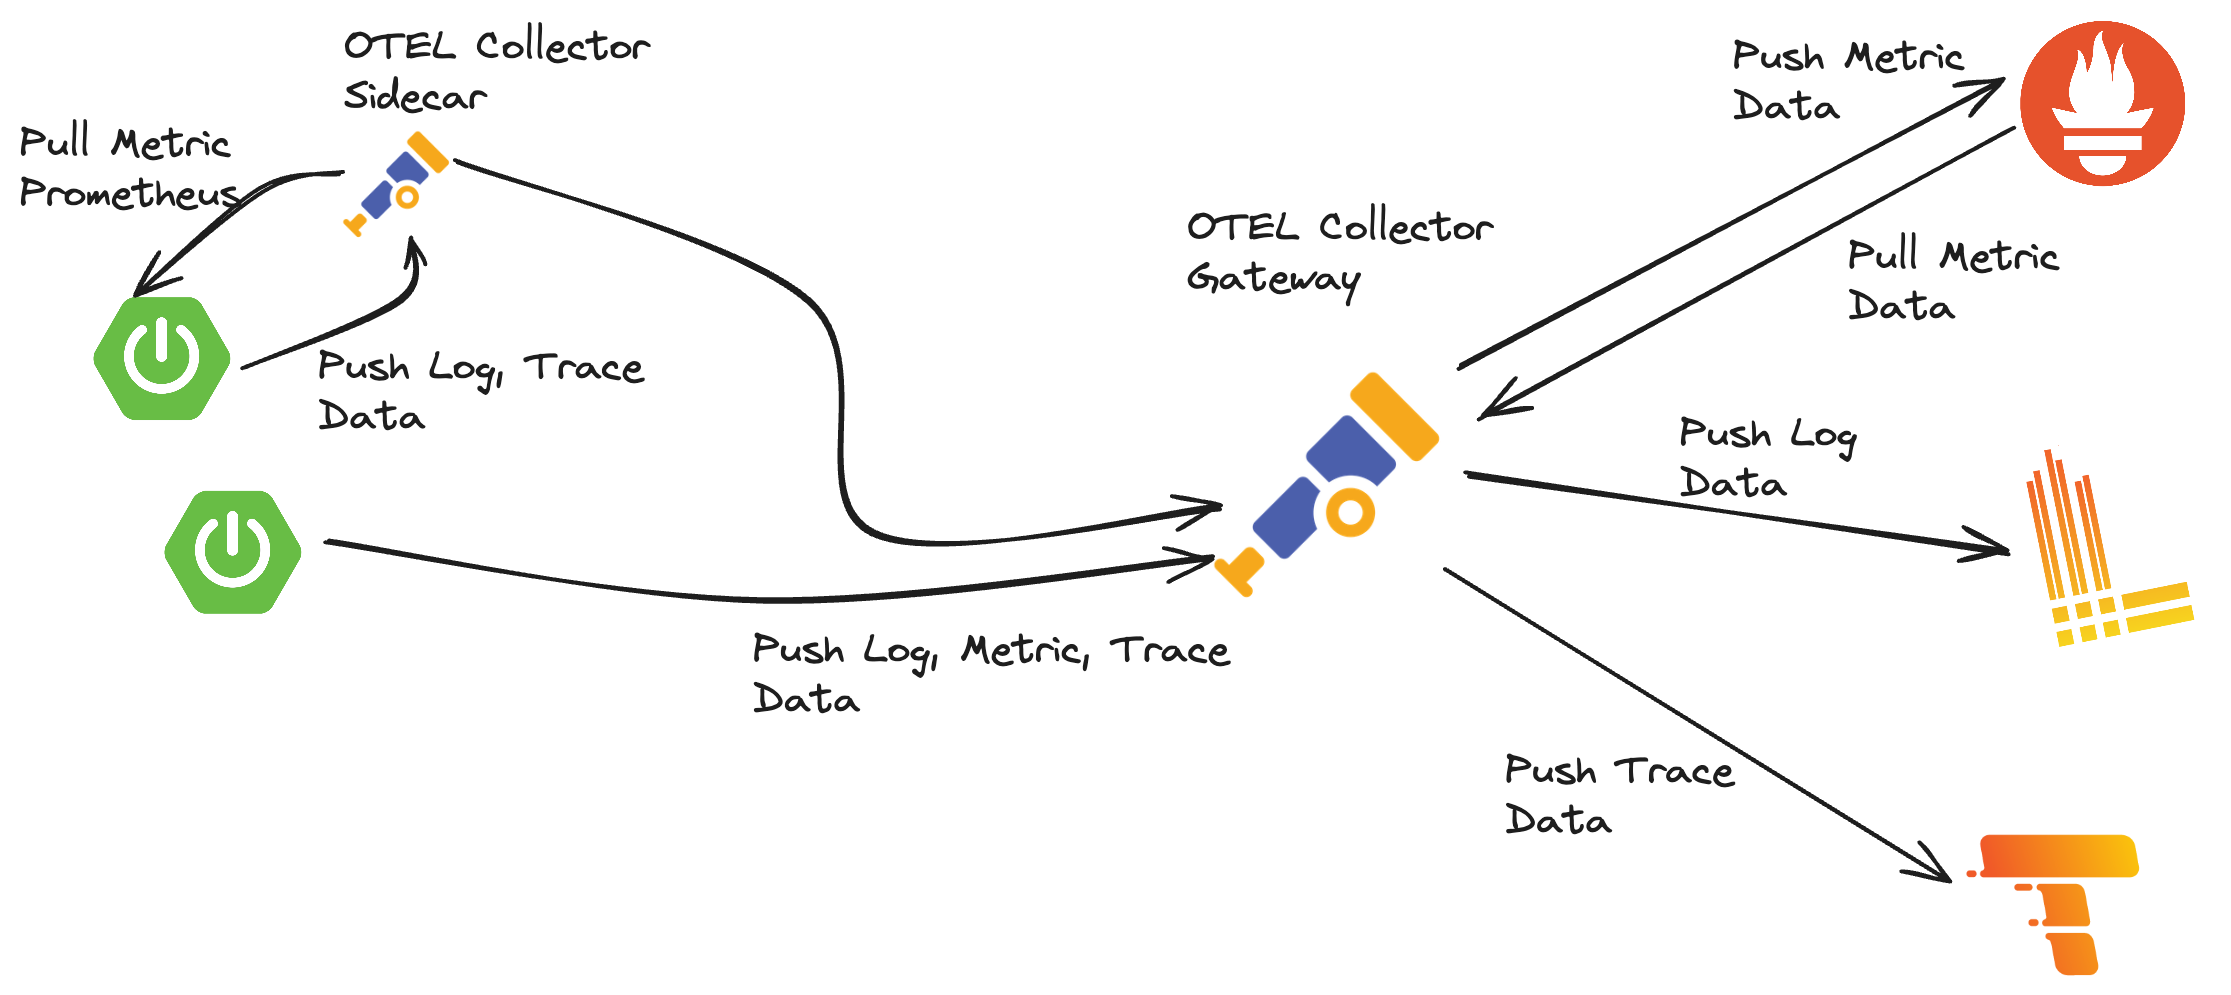 OTEL Collector
Sidecar
Pull Metric
Prometheus
Push Log, Trace
Data
OTEL Collector
Gateway
Push Log, Metric, Trace
Data
Push Metric
Data
Pull Metric
Data
Push Log
Data
Push Trace
Data